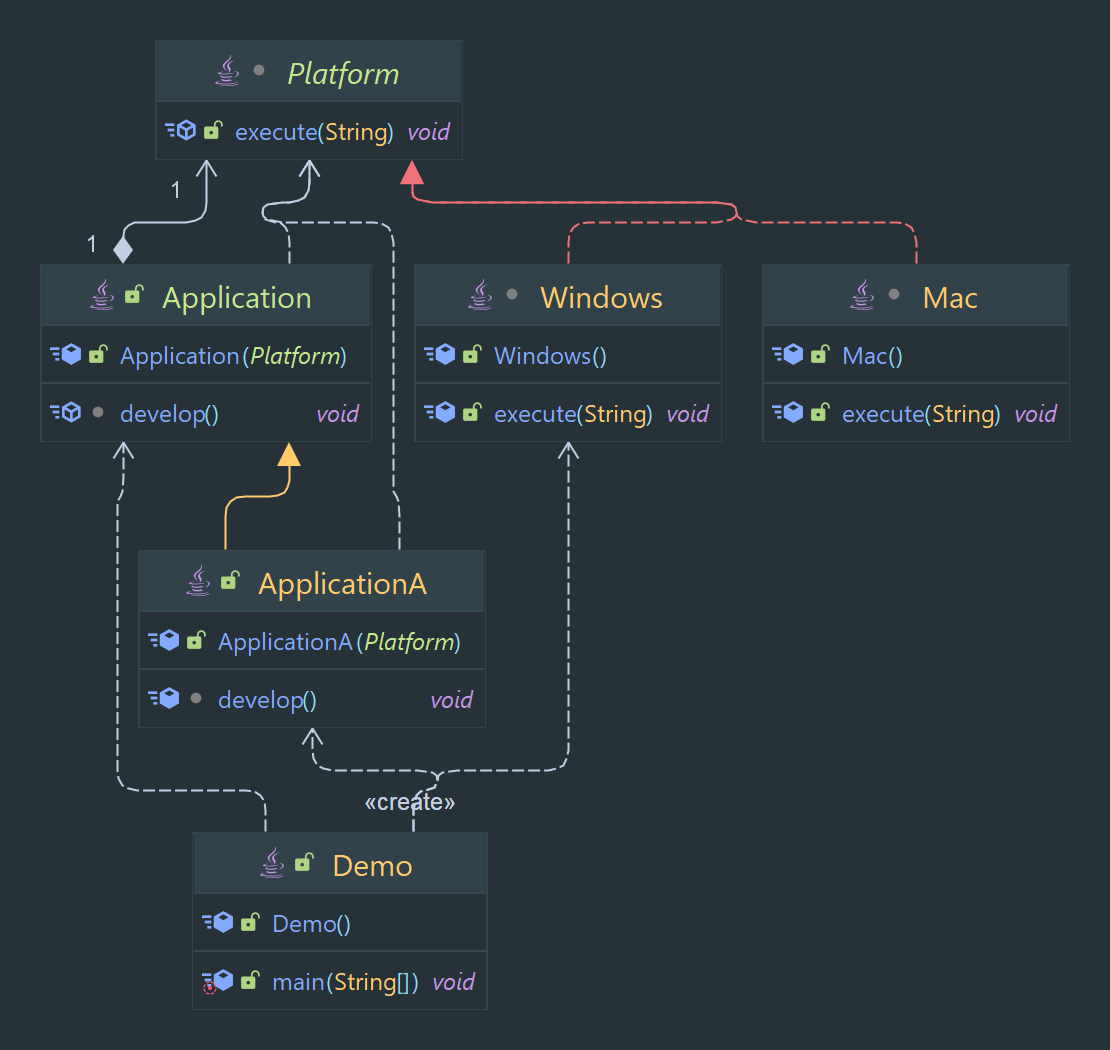 Platform
execute(String) void
1
1
Application
Application(Platform)
develop() void
Windows
Windows()
execute(String) void
Mac
Mac()
execute(String) void
ApplicationA
ApplicationA(Platform)
develop() void
«create»
Demo
Demo()
main(String[]) void